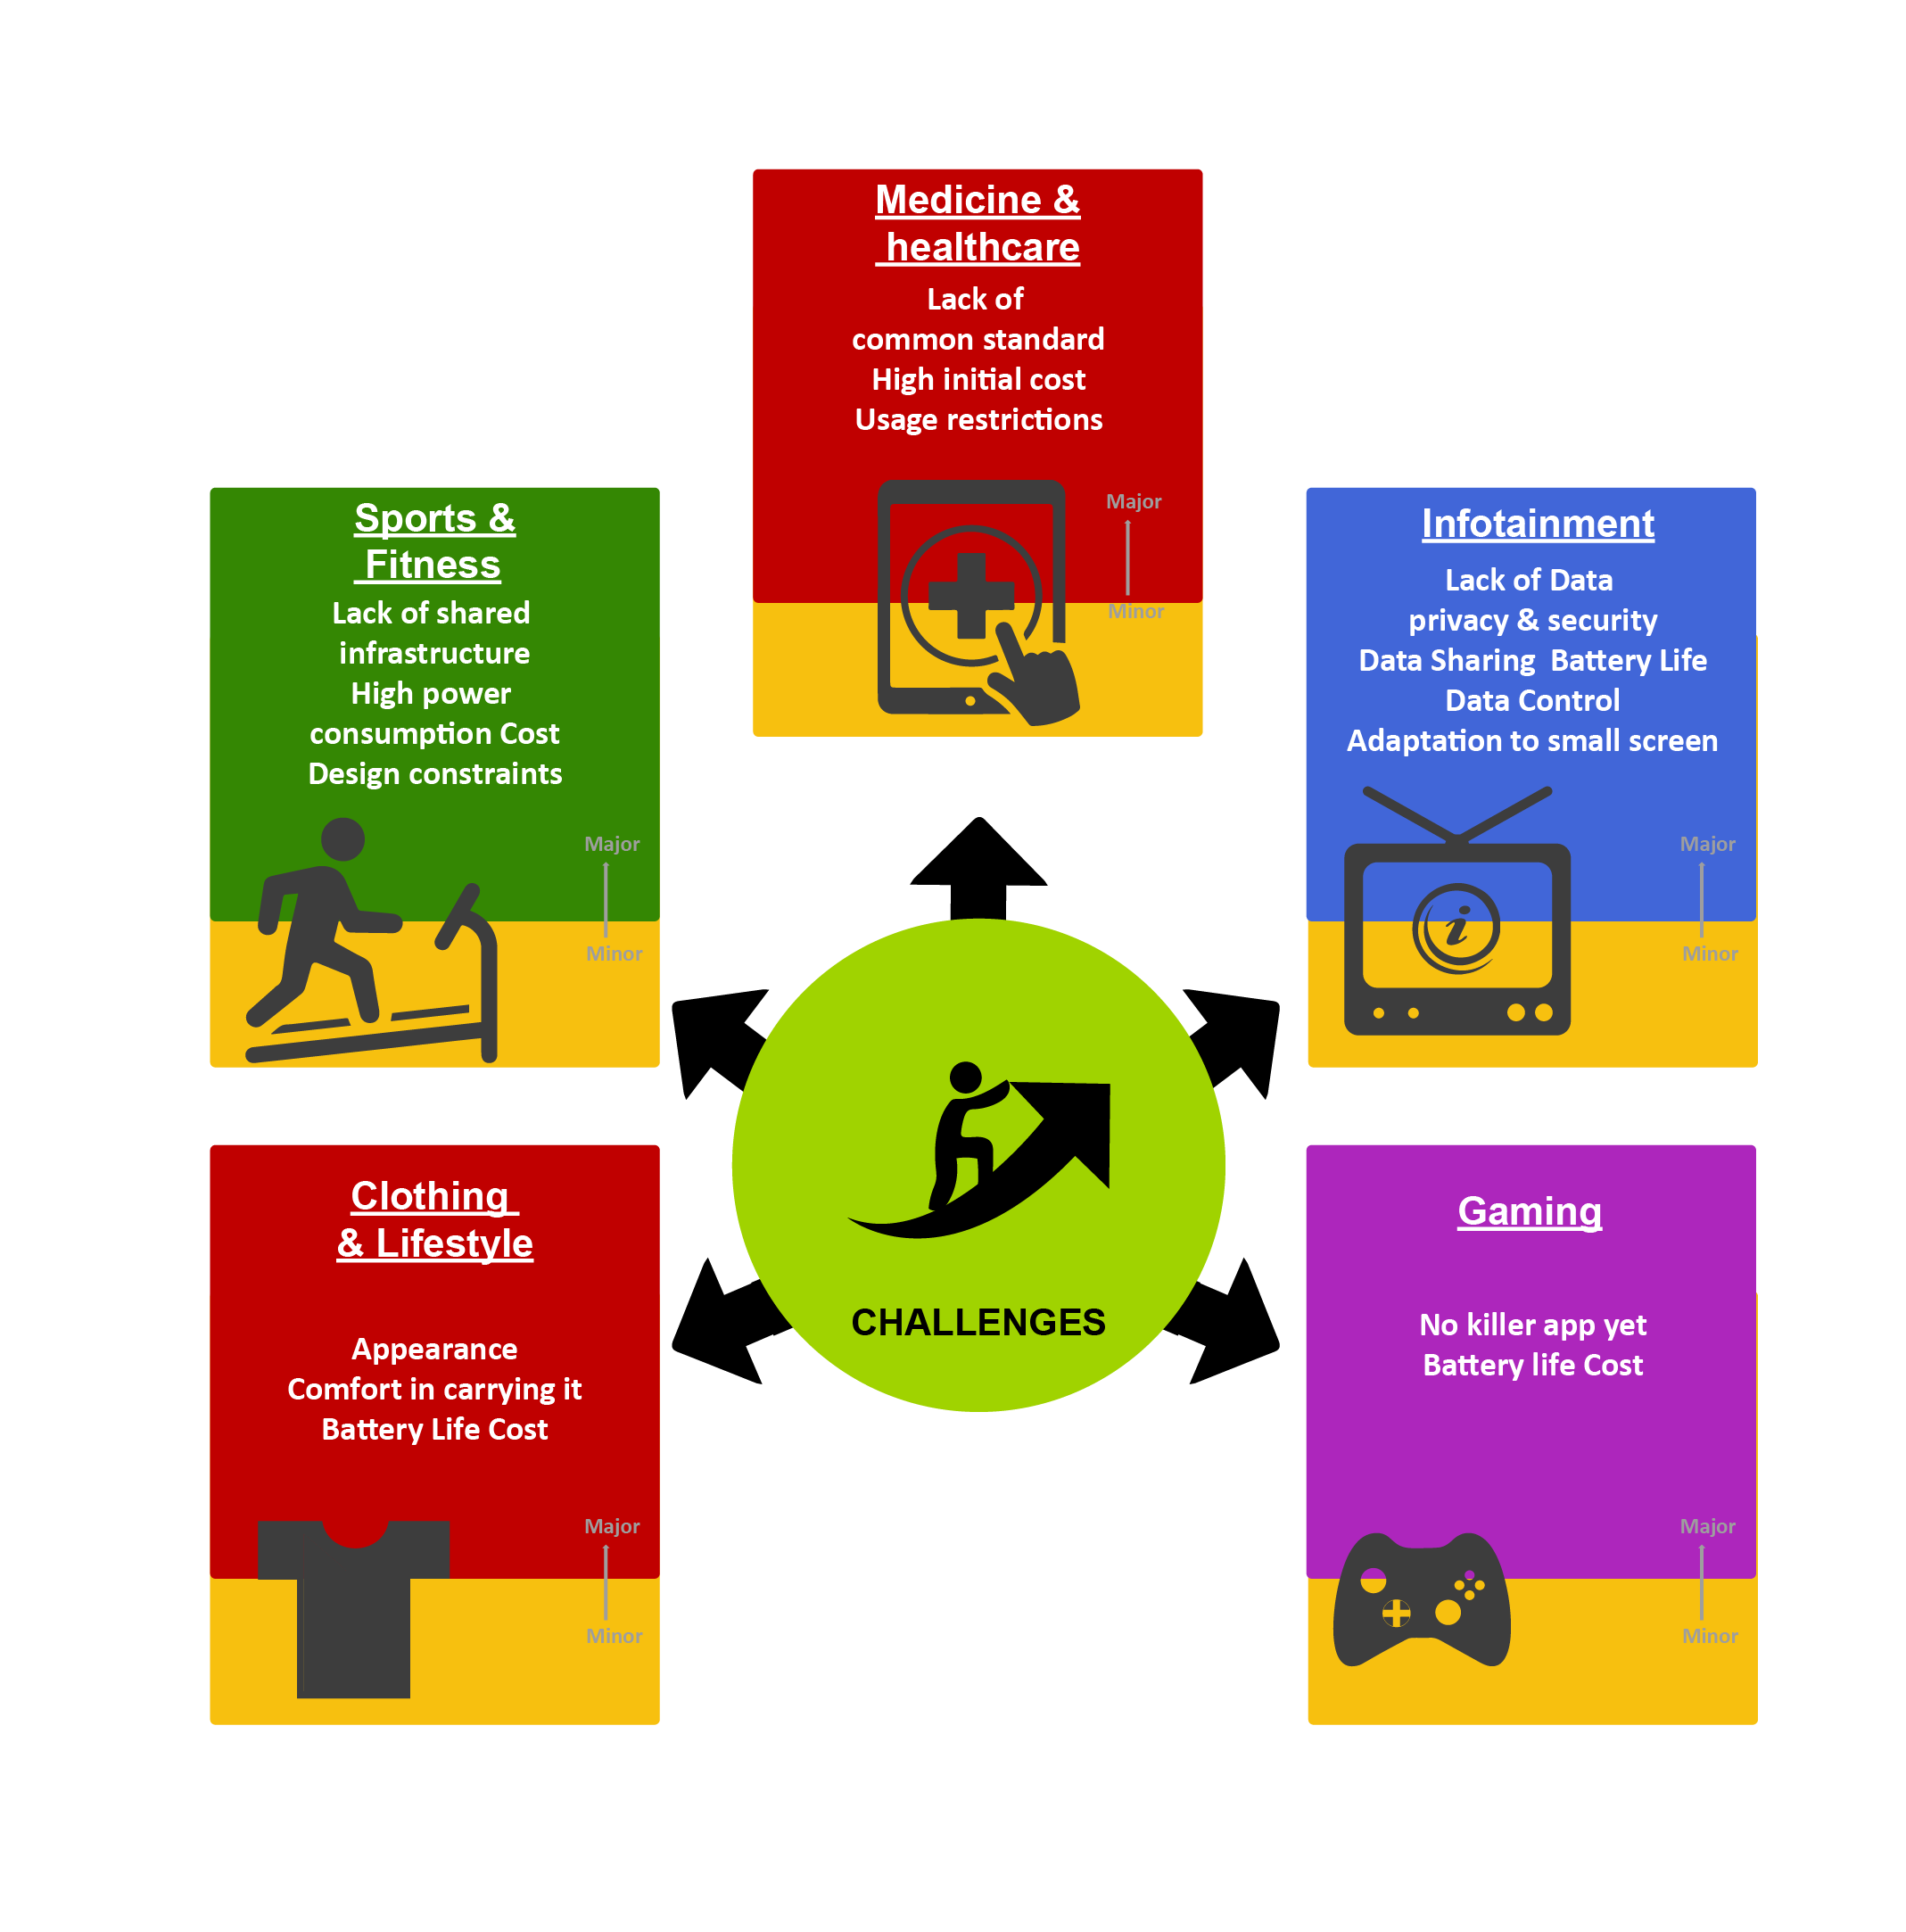 Medicine &
healthcare
Lack of
common standard
High initial cost
Usage restrictions
Major
Minor
Sports &
Fitness
Lack of shared
infrastructure
High power
consumption Cost
Design constraints
Major
Minor
Infotainment
Lack of Data
privacy & security
Data Sharing  Battery Life
Data Control
Adaptation to small screen
i
Major
Minor
CHALLENGES
Clothing
& Lifestyle
Appearance
Comfort in carrying it
Battery Life Cost
Major
Minor
Gaming
No killer app yet
Battery life Cost
Major
Minor